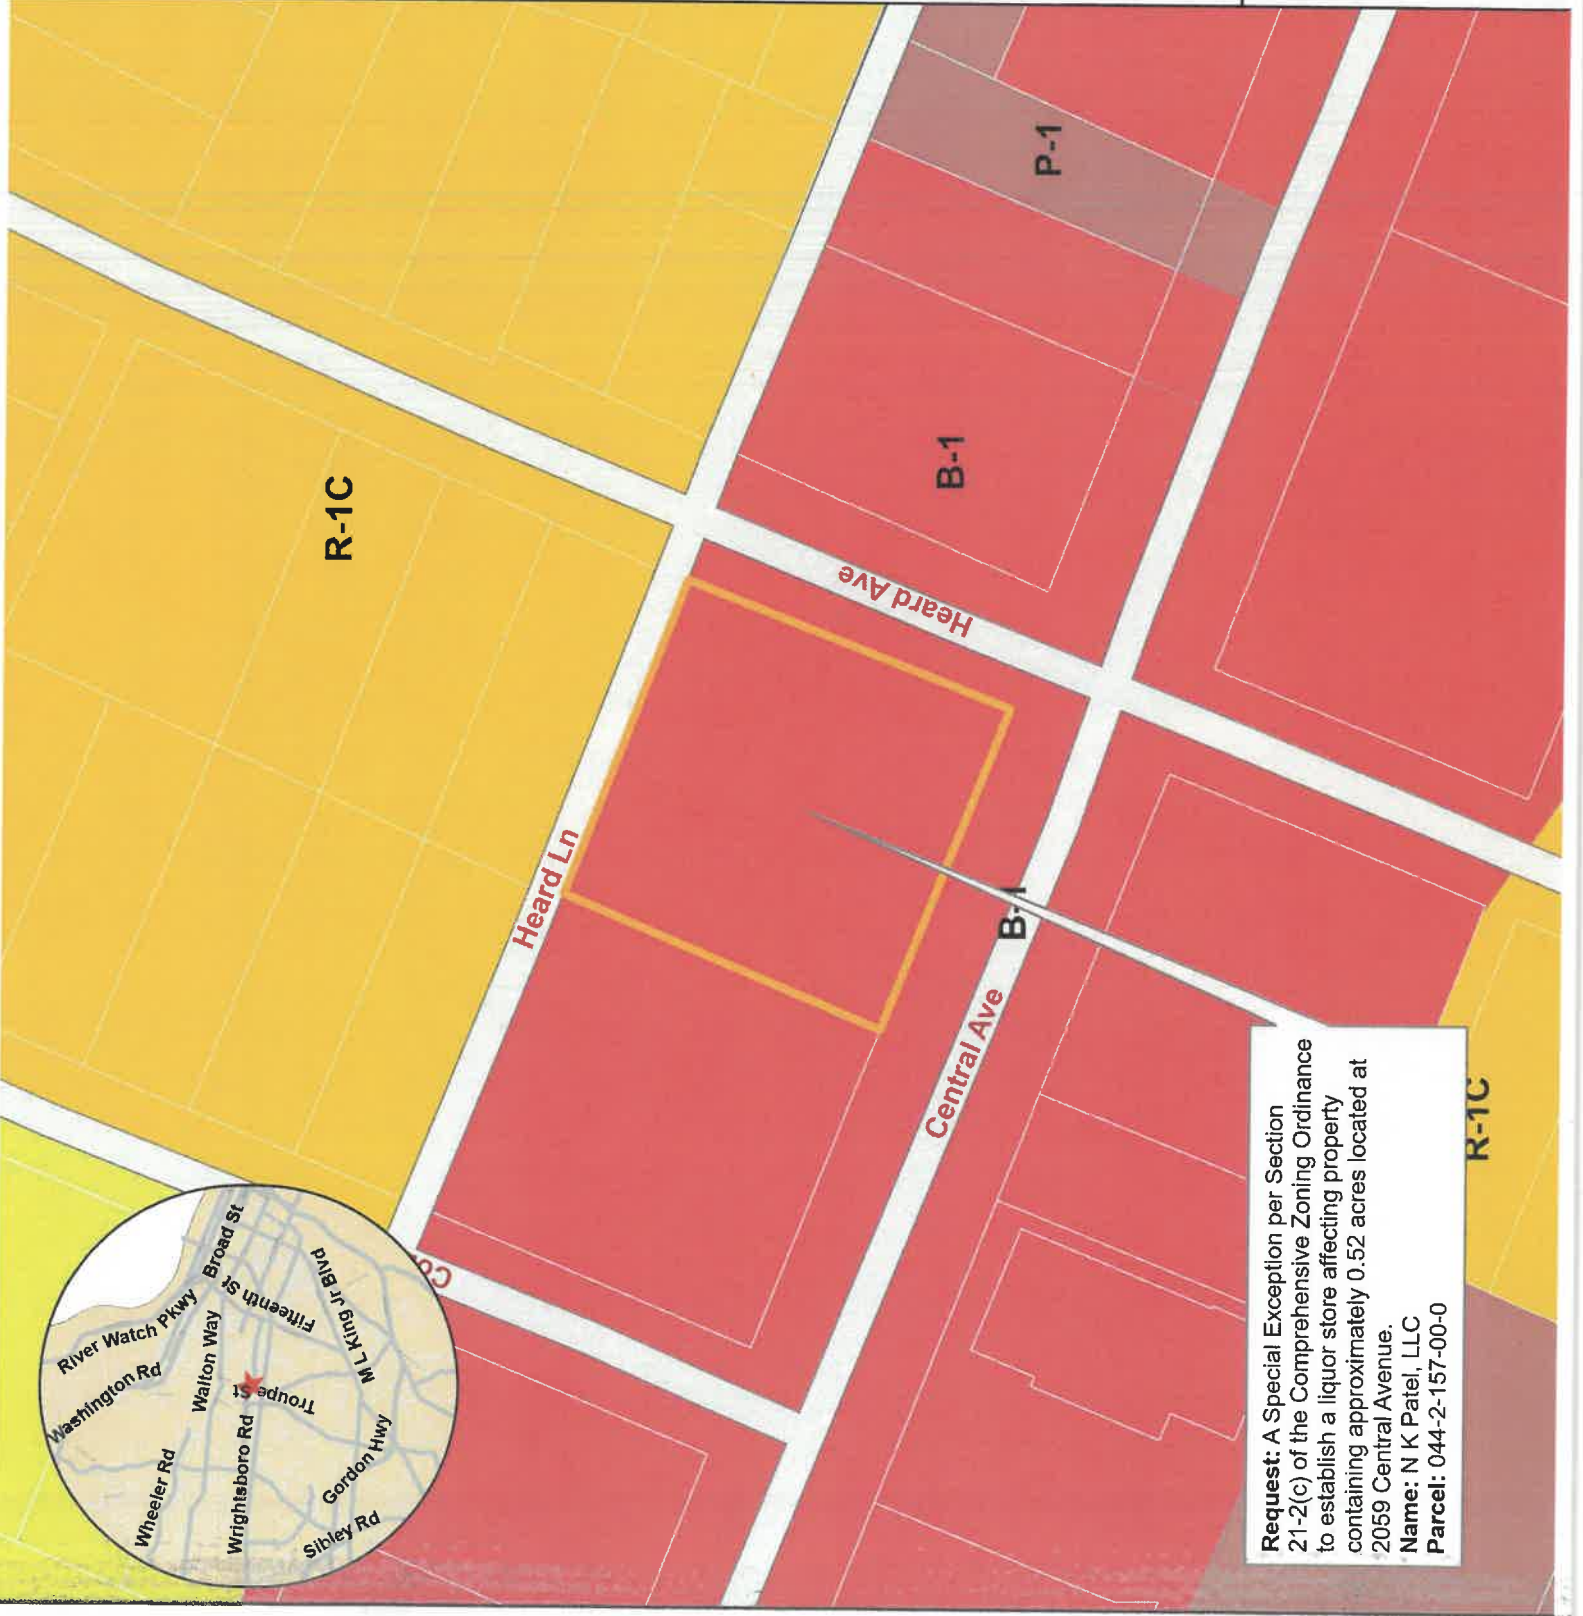 River Watch Pkwy
Washington Rd
Broad St
Walton Way
Fifteenth St
M L King Jr Blvd
Wheeler Rd
Wrightsboro Rd
Troupe St
Gordon Hwy
Sibley Rd
R-1C
Heard Ln
Heard Ave
B-1
P-1
B-1
Central Ave
R-1C
Request: A Special Exception per Section
21-2(c) of the Comprehensive Zoning Ordinance
to establish a liquor store affecting property
containing approximately 0.52 acres located at
2059 Central Avenue.
Name: N K Patel, LLC
Parcel: 044-2-157-00-0